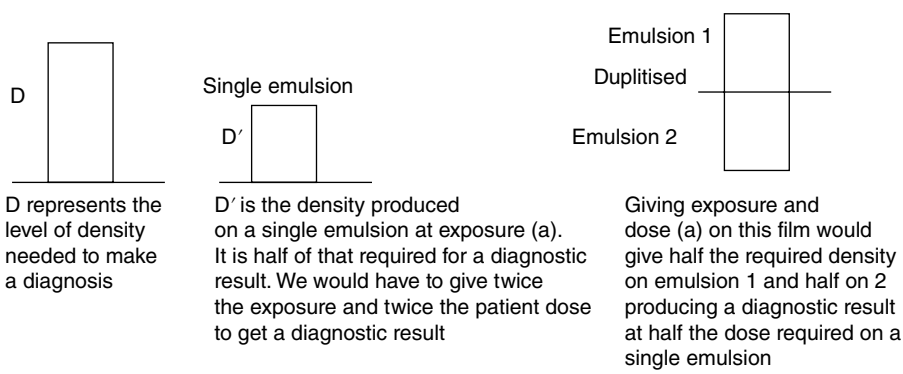 D
D represents the
level of density
needed to make
a diagnosis
Single emulsion
D′
D′ is the density produced
on a single emulsion at exposure (a).
It is half of that required for a diagnostic
result. We would have to give twice
the exposure and twice the patient dose
to get a diagnostic result
Emulsion 1
Duplitised
Emulsion 2
Giving exposure and
dose (a) on this film would
give half the required density
on emulsion 1 and half on 2
producing a diagnostic result
at half the dose required on a
single emulsion